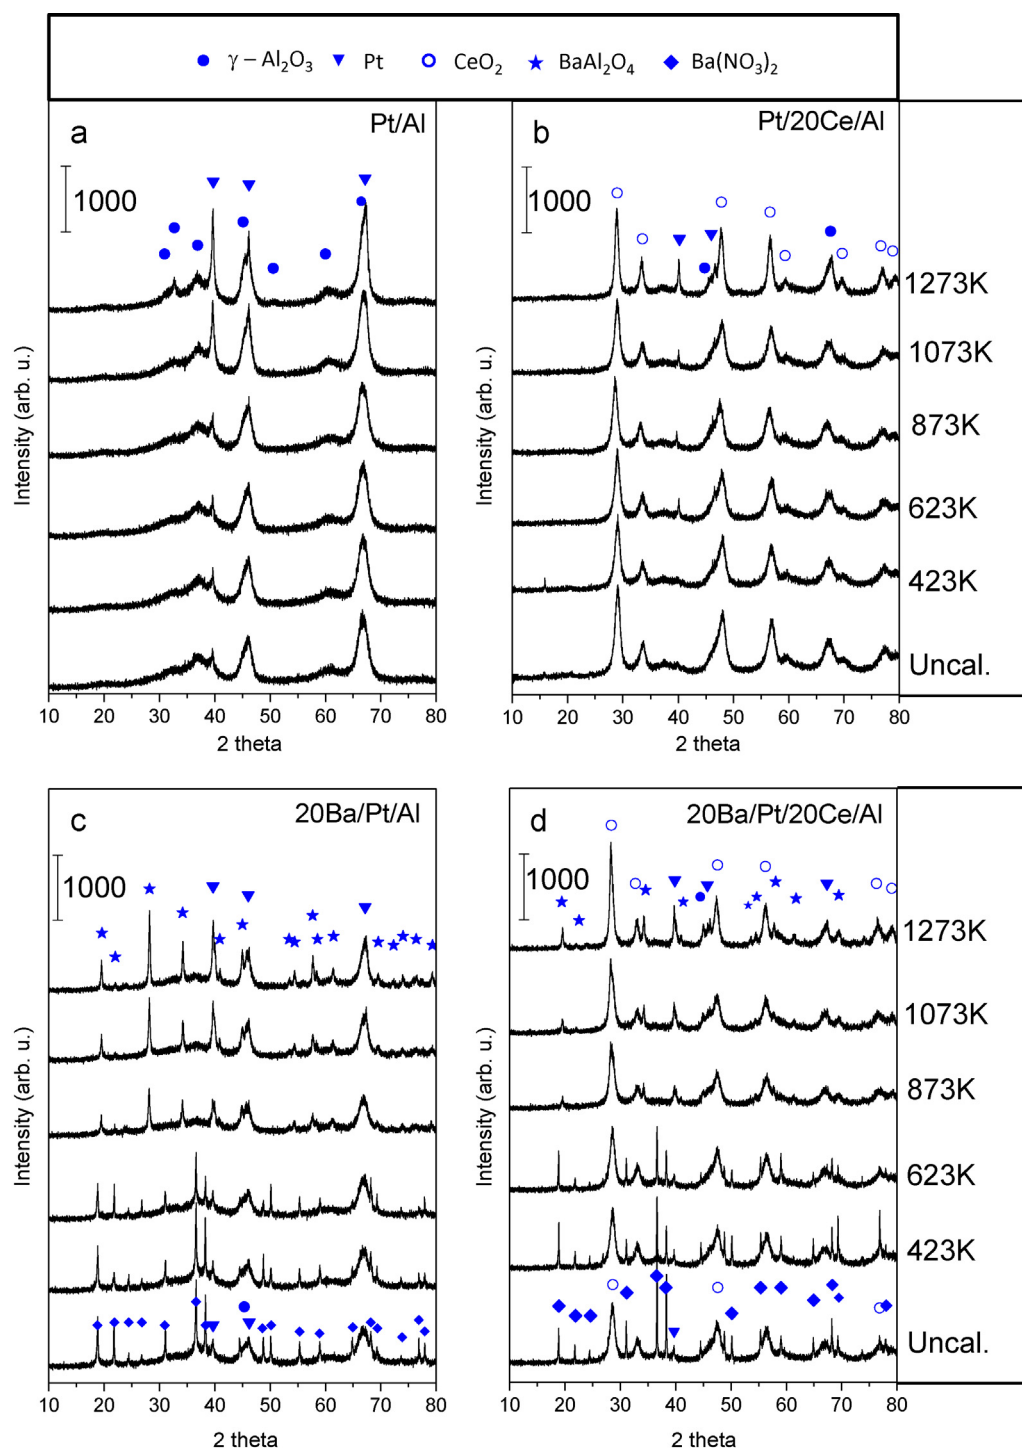 ● γ – Al₂O₃ ▼ Pt ○ CeO₂ ★ BaAl₂O₄ ◆ Ba(NO₃)₂
a
Pt/Al
1000
Intensity (arb. u.)
10 20 30 40 50 60 70 80
2 theta
b
Pt/20Ce/Al
1000
Intensity (arb. u.)
10 20 30 40 50 60 70 80
2 theta
1273K
1073K
873K
623K
423K
Uncal.
c
20Ba/Pt/Al
1000
Intensity (arb. u.)
10 20 30 40 50 60 70 80
2 theta
d
20Ba/Pt/20Ce/Al
1000
Intensity (arb. u.)
10 20 30 40 50 60 70 80
2 theta
1273K
1073K
873K
623K
423K
Uncal.